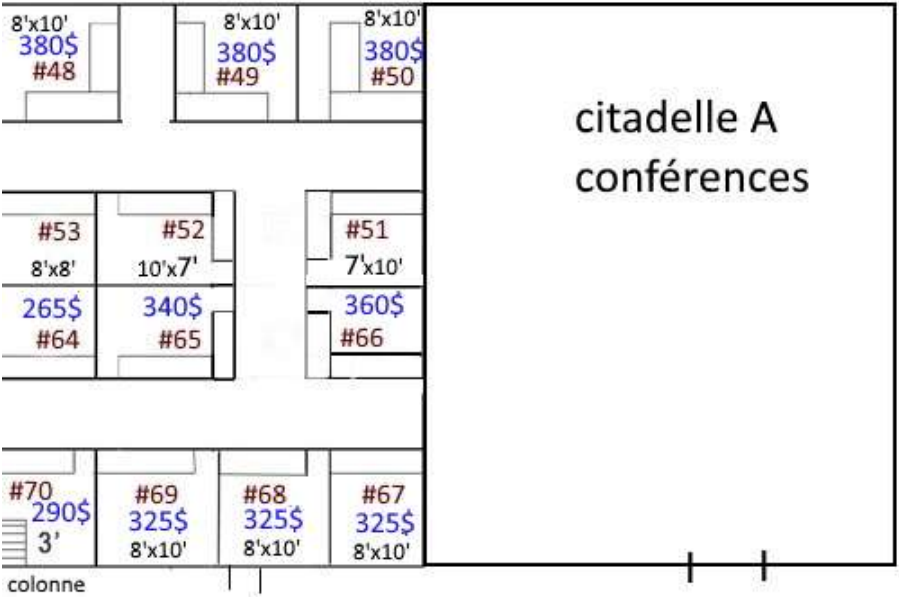 8'x10'
380$
#48
8'x10'
380$
#49
8'x10'
380$
#50
citadelle A
conférences
#53
8'x8'
#52
10'x7'
#51
7'x10'
265$
#64
340$
#65
360$
#66
#70
290$
3'
#69
325$
8'x10'
#68
325$
8'x10'
#67
325$
8'x10'
colonne